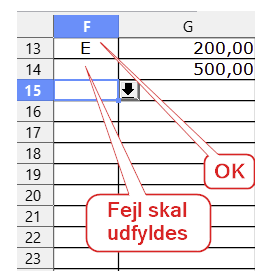 F G
13 E 200,00
14 500,00
15
16
17
18
19 OK
20
21 Fejl skal
22 udfyldes
23